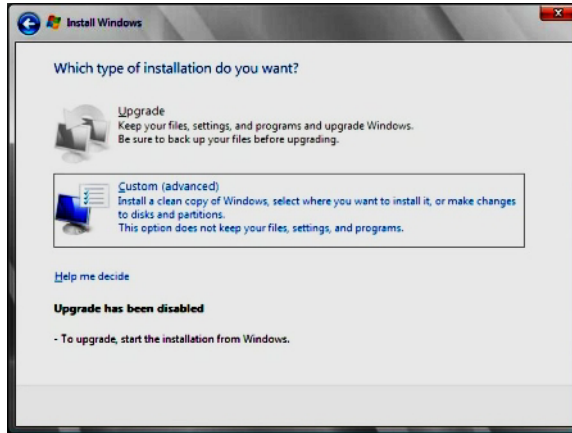 Install Windows
Which type of installation do you want?
Upgrade
Keep your files, settings, and programs and upgrade Windows.
Be sure to back up your files before upgrading.
Custom (advanced)
Install a clean copy of Windows, select where you want to install it, or make changes
to disks and partitions.
This option does not keep your files, settings, and programs.
Help me decide
Upgrade has been disabled
- To upgrade, start the installation from Windows.